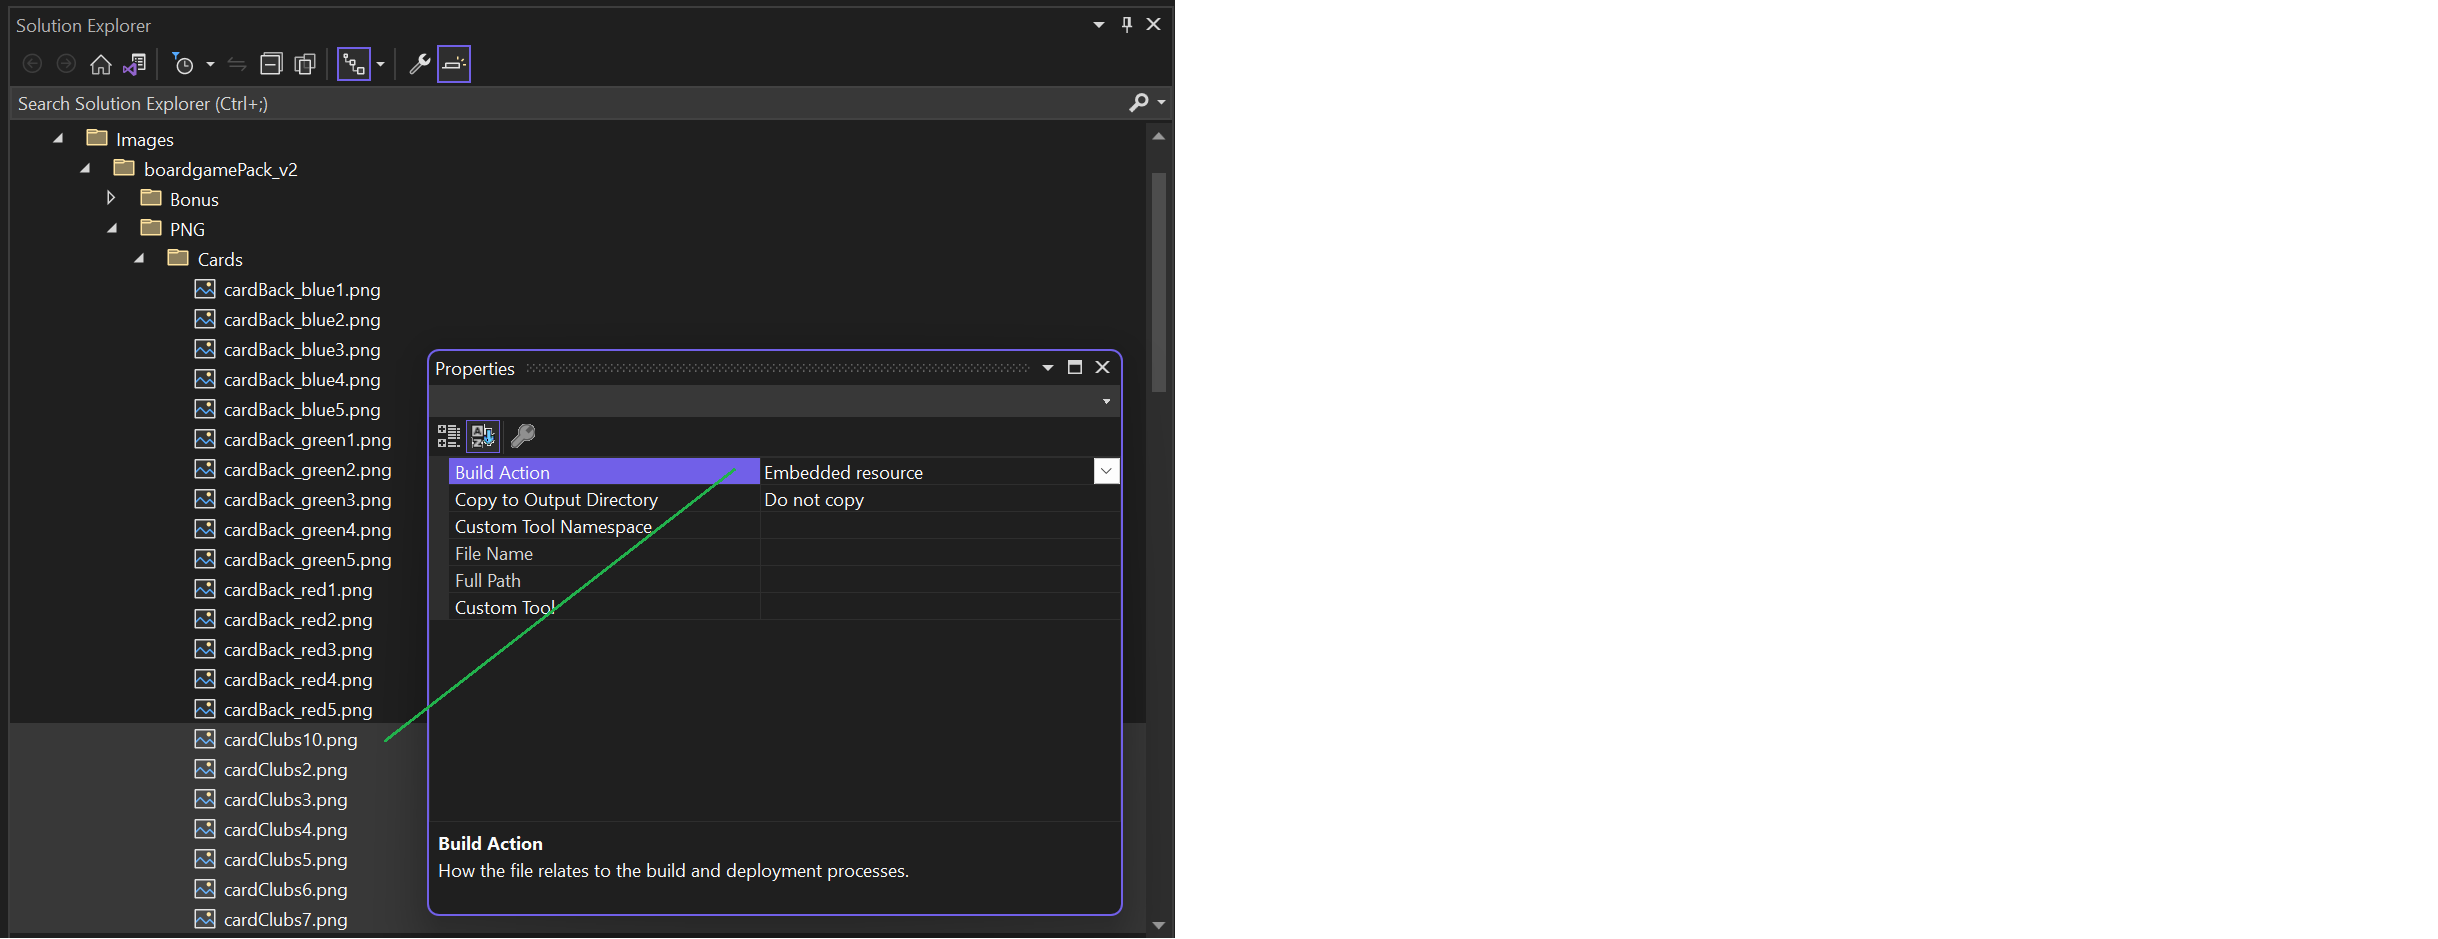 Solution Explorer
Search Solution Explorer (Ctrl+;)
Images
boardgamePack_v2
Bonus
PNG
Cards
cardBack_blue1.png
cardBack_blue2.png
cardBack_blue3.png
cardBack_blue4.png
cardBack_blue5.png
cardBack_green1.png
cardBack_green2.png
cardBack_green3.png
cardBack_green4.png
cardBack_green5.png
cardBack_red1.png
cardBack_red2.png
cardBack_red3.png
cardBack_red4.png
cardBack_red5.png
cardClubs10.png
cardClubs2.png
cardClubs3.png
cardClubs4.png
cardClubs5.png
cardClubs6.png
cardClubs7.png
Properties
Build Action Embedded resource
Copy to Output Directory Do not copy
Custom Tool Namespace
File Name
Full Path
Custom Tool
Build Action
How the file relates to the build and deployment processes.